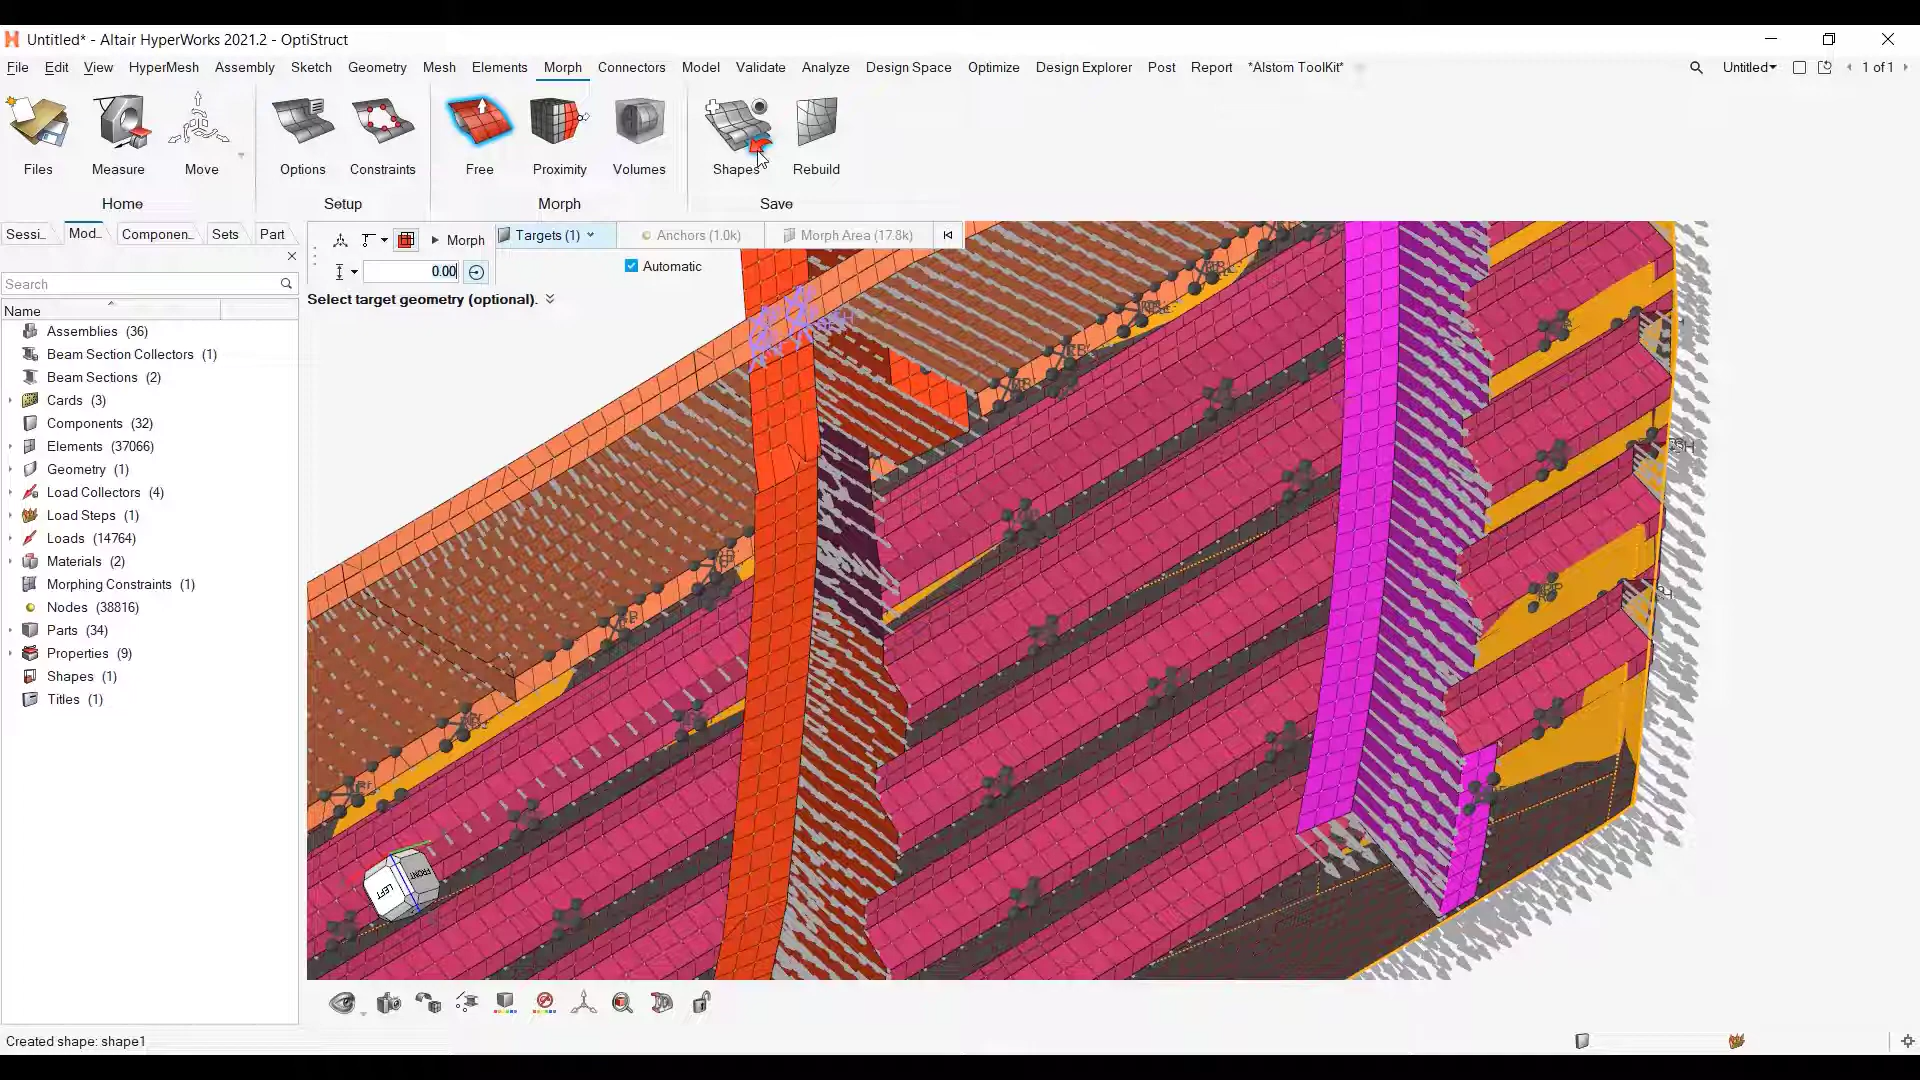 Untitled* - Altair HyperWorks 2021.2 - OptiStruct
File Edit View HyperMesh Assembly Sketch Geometry Mesh Elements Morph Connectors Model Validate Analyze Design Space Optimize Design Explorer Post Report *Alstom ToolKit* Untitled 1 of 1
Files Measure Move Options Constraints Free Proximity Volumes Shapes Rebuild
Home Setup Morph Save
Sessi... Mod... Componen... Sets Part
Morph Targets (1) Anchors (1.0k) Morph Area (17.8k)
0.00 Automatic
Search
Select target geometry (optional).
Name
Assemblies (36)
Beam Section Collectors (1)
Beam Sections (2)
Cards (3)
Components (32)
Elements (37066)
Geometry (1)
Load Collectors (4)
Load Steps (1)
Loads (14764)
Materials (2)
Morphing Constraints (1)
Nodes (38816)
Parts (34)
Properties (9)
Shapes (1)
Titles (1)
LEFT FRONT
Created shape: shape1